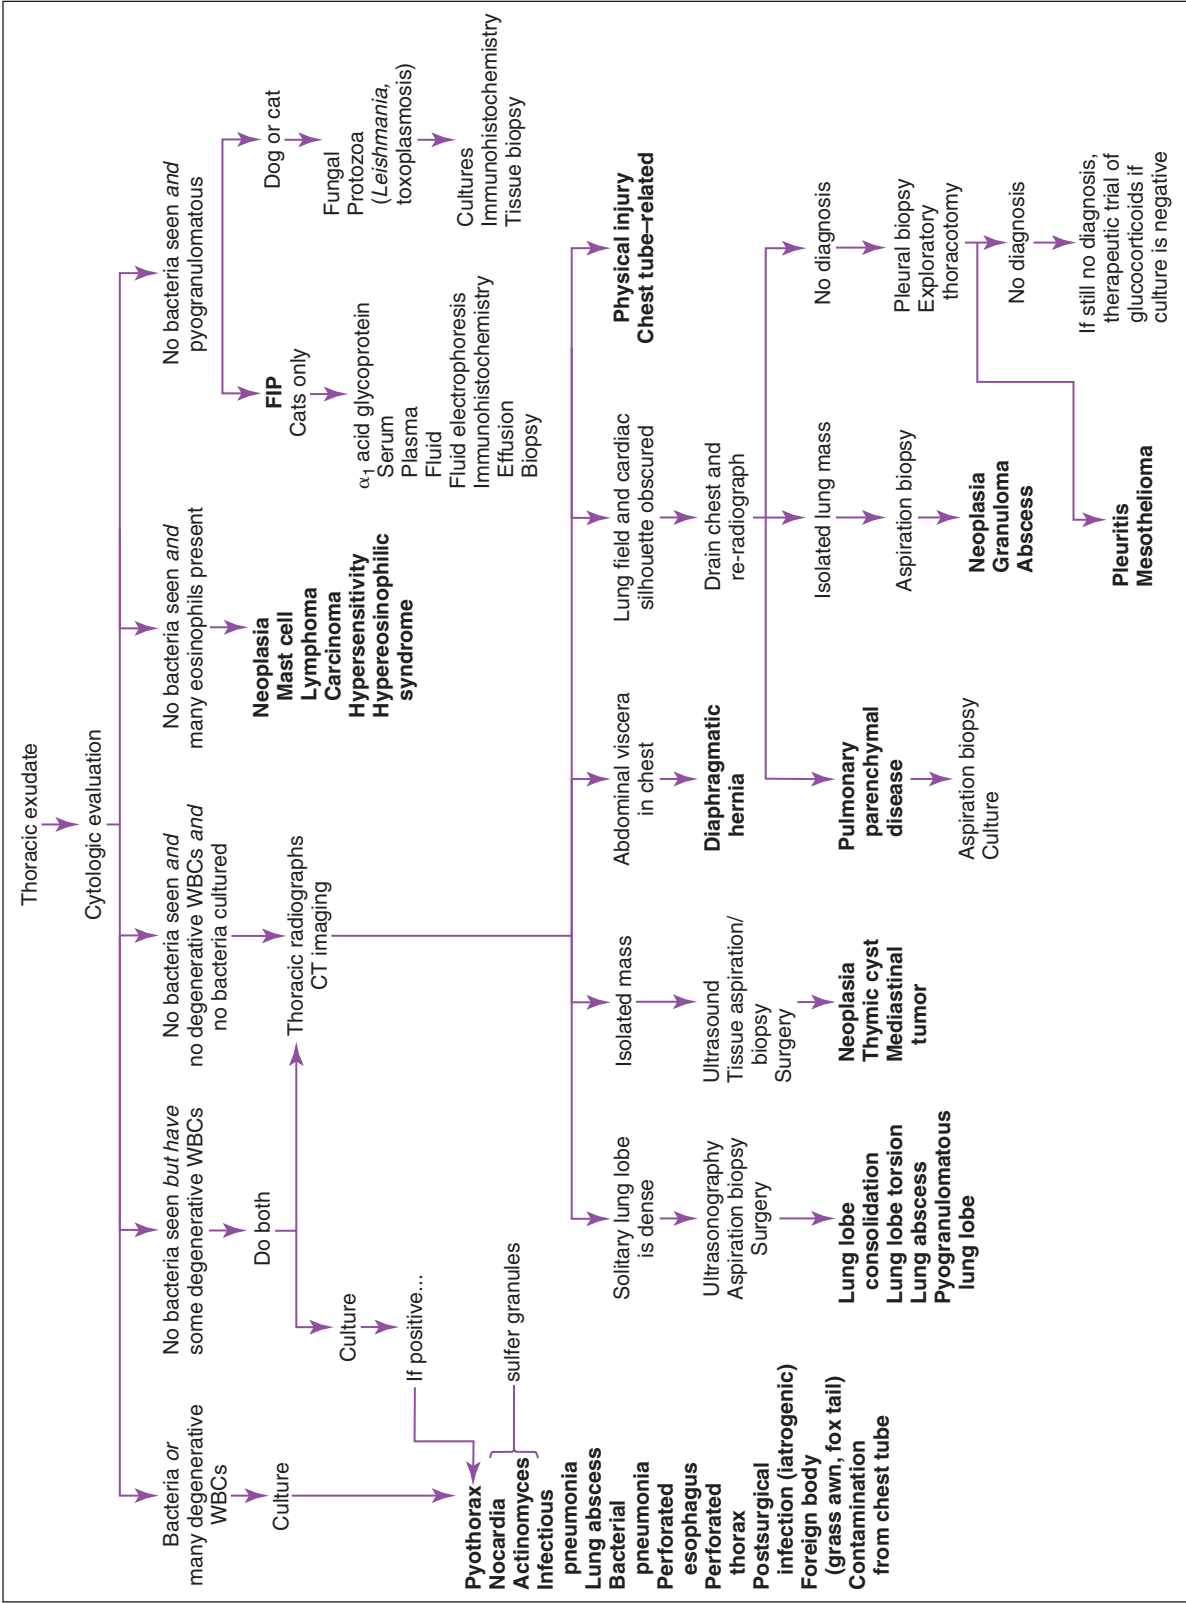 Thoracic exudate
Cytologic evaluation
Bacteria or
many degenerative
WBCs
Culture
No bacteria seen but have
some degenerative WBCs
Do both
Culture
If positive...
sulfer granules
Pyothorax
Nocardia
Actinomyces
Infectious
pneumonia
Lung abscess
Bacterial
pneumonia
Perforated
esophagus
Perforated
thorax
Postsurgical
infection (iatrogenic)
Foreign body
(grass awn, fox tail)
Contamination
from chest tube
No bacteria seen and
no degenerative WBCs and
no bacteria cultured
Thoracic radiographs
CT imaging
No bacteria seen and
many eosinophils present
Neoplasia
Mast cell
Lymphoma
Carcinoma
Hypersensitivity
Hypereosinophilic
syndrome
No bacteria seen and
pyogranulomatous
FIP
Cats only
α1 acid glycoprotein
Serum
Plasma
Fluid
Fluid electrophoresis
Immunohistochemistry
Effusion
Biopsy
Dog or cat
Fungal
Protozoa
(Leishmania,
toxoplasmosis)
Cultures
Immunohistochemistry
Tissue biopsy
Solitary lung lobe
is dense
Ultrasonography
Aspiration biopsy
Surgery
Lung lobe
consolidation
Lung lobe torsion
Lung abscess
Pyogranulomatous
lung lobe
Isolated mass
Ultrasound
Tissue aspiration/
biopsy
Surgery
Neoplasia
Thymic cyst
Mediastinal
tumor
Abdominal viscera
in chest
Diaphragmatic
hernia
Lung field and cardiac
silhouette obscured
Drain chest and
re-radiograph
Physical injury
Chest tube–related
Pulmonary
parenchymal
disease
Aspiration biopsy
Culture
Isolated lung mass
Aspiration biopsy
Neoplasia
Granuloma
Abscess
No diagnosis
Pleural biopsy
Exploratory
thoracotomy
Pleuritis
Mesothelioma
No diagnosis
If still no diagnosis,
therapeutic trial of
glucocorticoids if
culture is negative